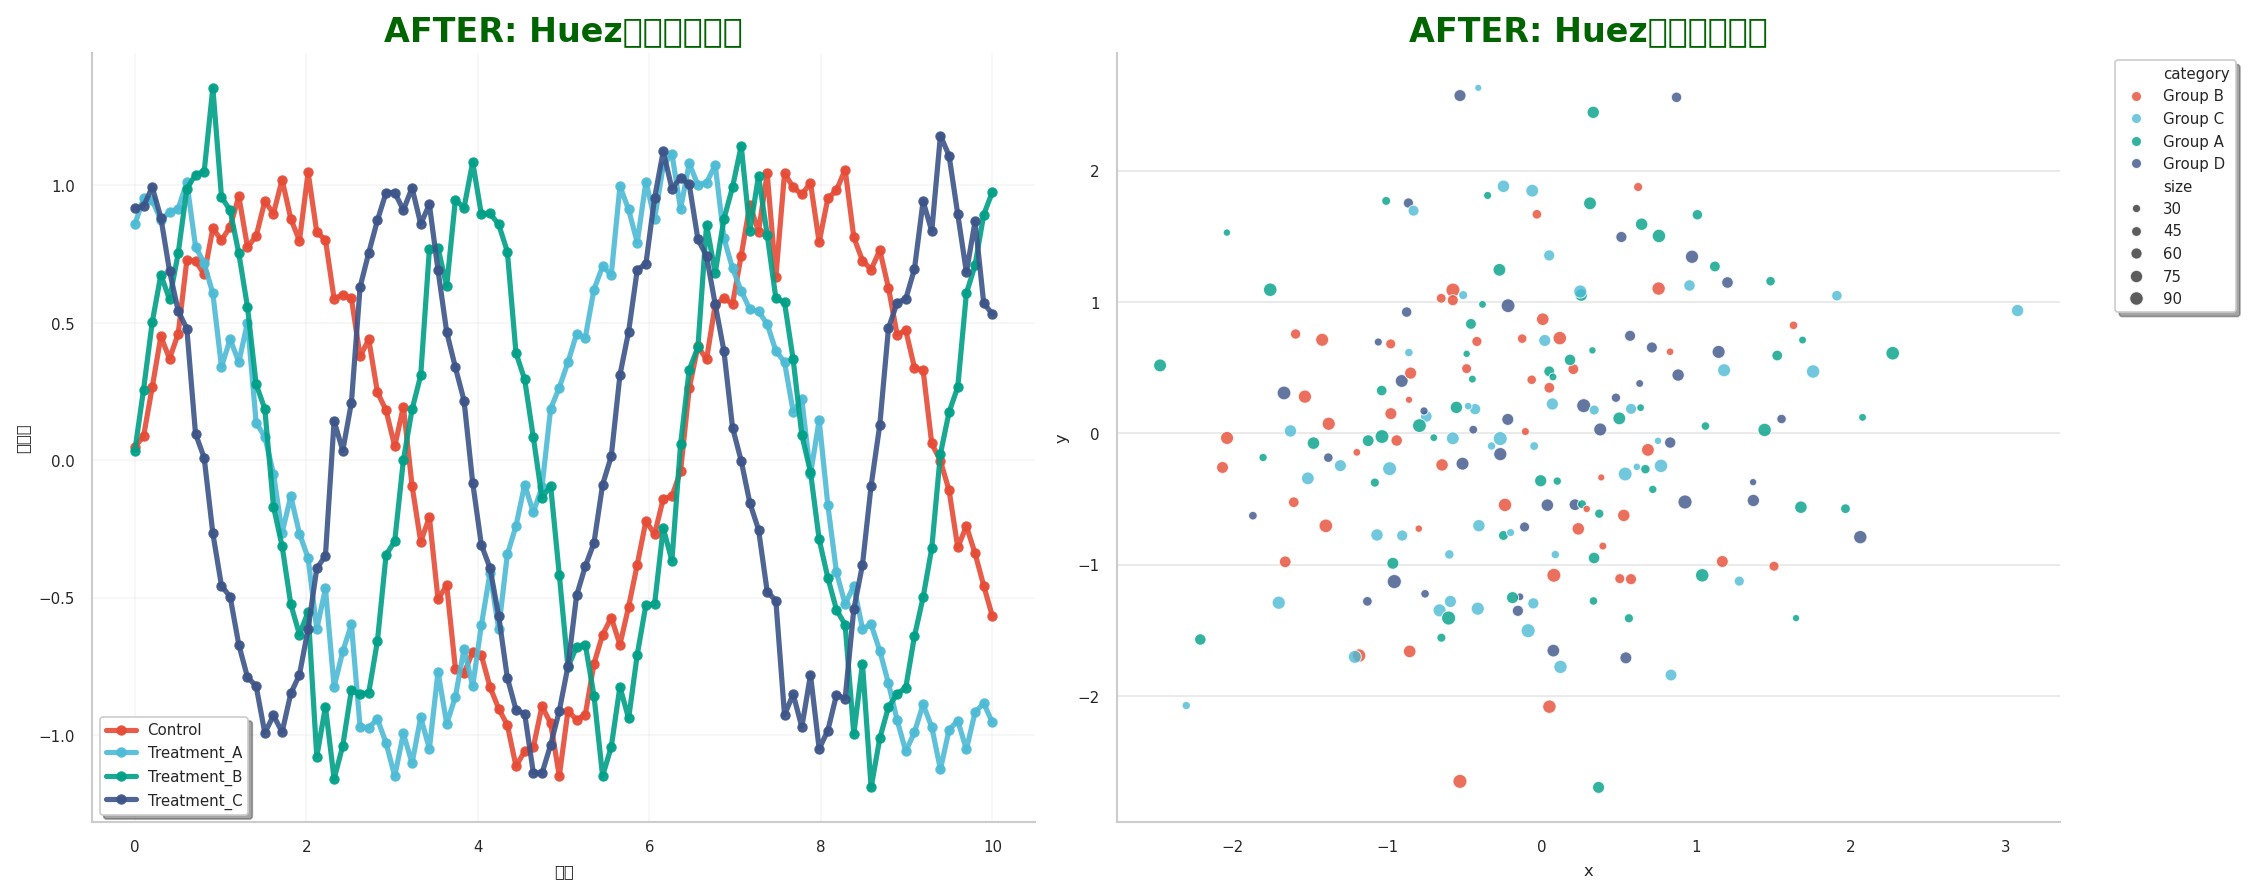 AFTER: Huez□□□□□□
1.0
0.5
0.0
−0.5
−1.0
□□□
0
2
4
6
8
10
□□
Control
Treatment_A
Treatment_B
Treatment_C
AFTER: Huez□□□□□□
2
1
0
−1
−2
y
−2
−1
0
1
2
3
x
category
Group B
Group C
Group A
Group D
size
30
45
60
75
90